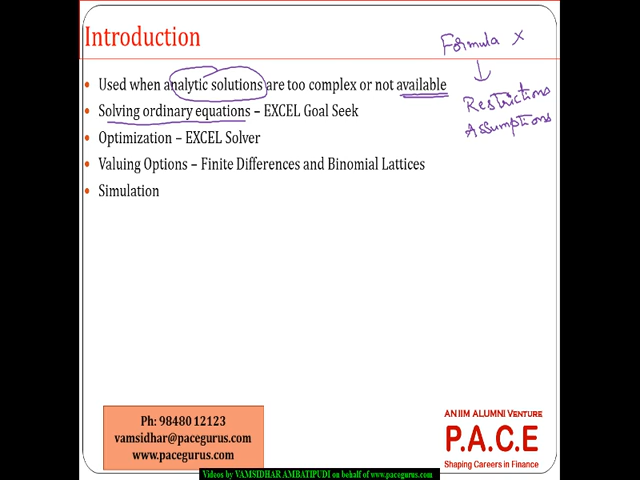 Introduction
Formula x
Restrictions
Assumptions
Used when analytic solutions are too complex or not available
Solving ordinary equations – EXCEL Goal Seek
Optimization – EXCEL Solver
Valuing Options – Finite Differences and Binomial Lattices
Simulation
Ph: 98480 12123
vamsidhar@pacegurus.com
www.pacegurus.com
AN IIM ALUMNI VENTURE
P.A.C.E
Shaping Careers in Finance
Videos by VAMSIDHAR AMBATIPUDI on behalf of www.pacegurus.com